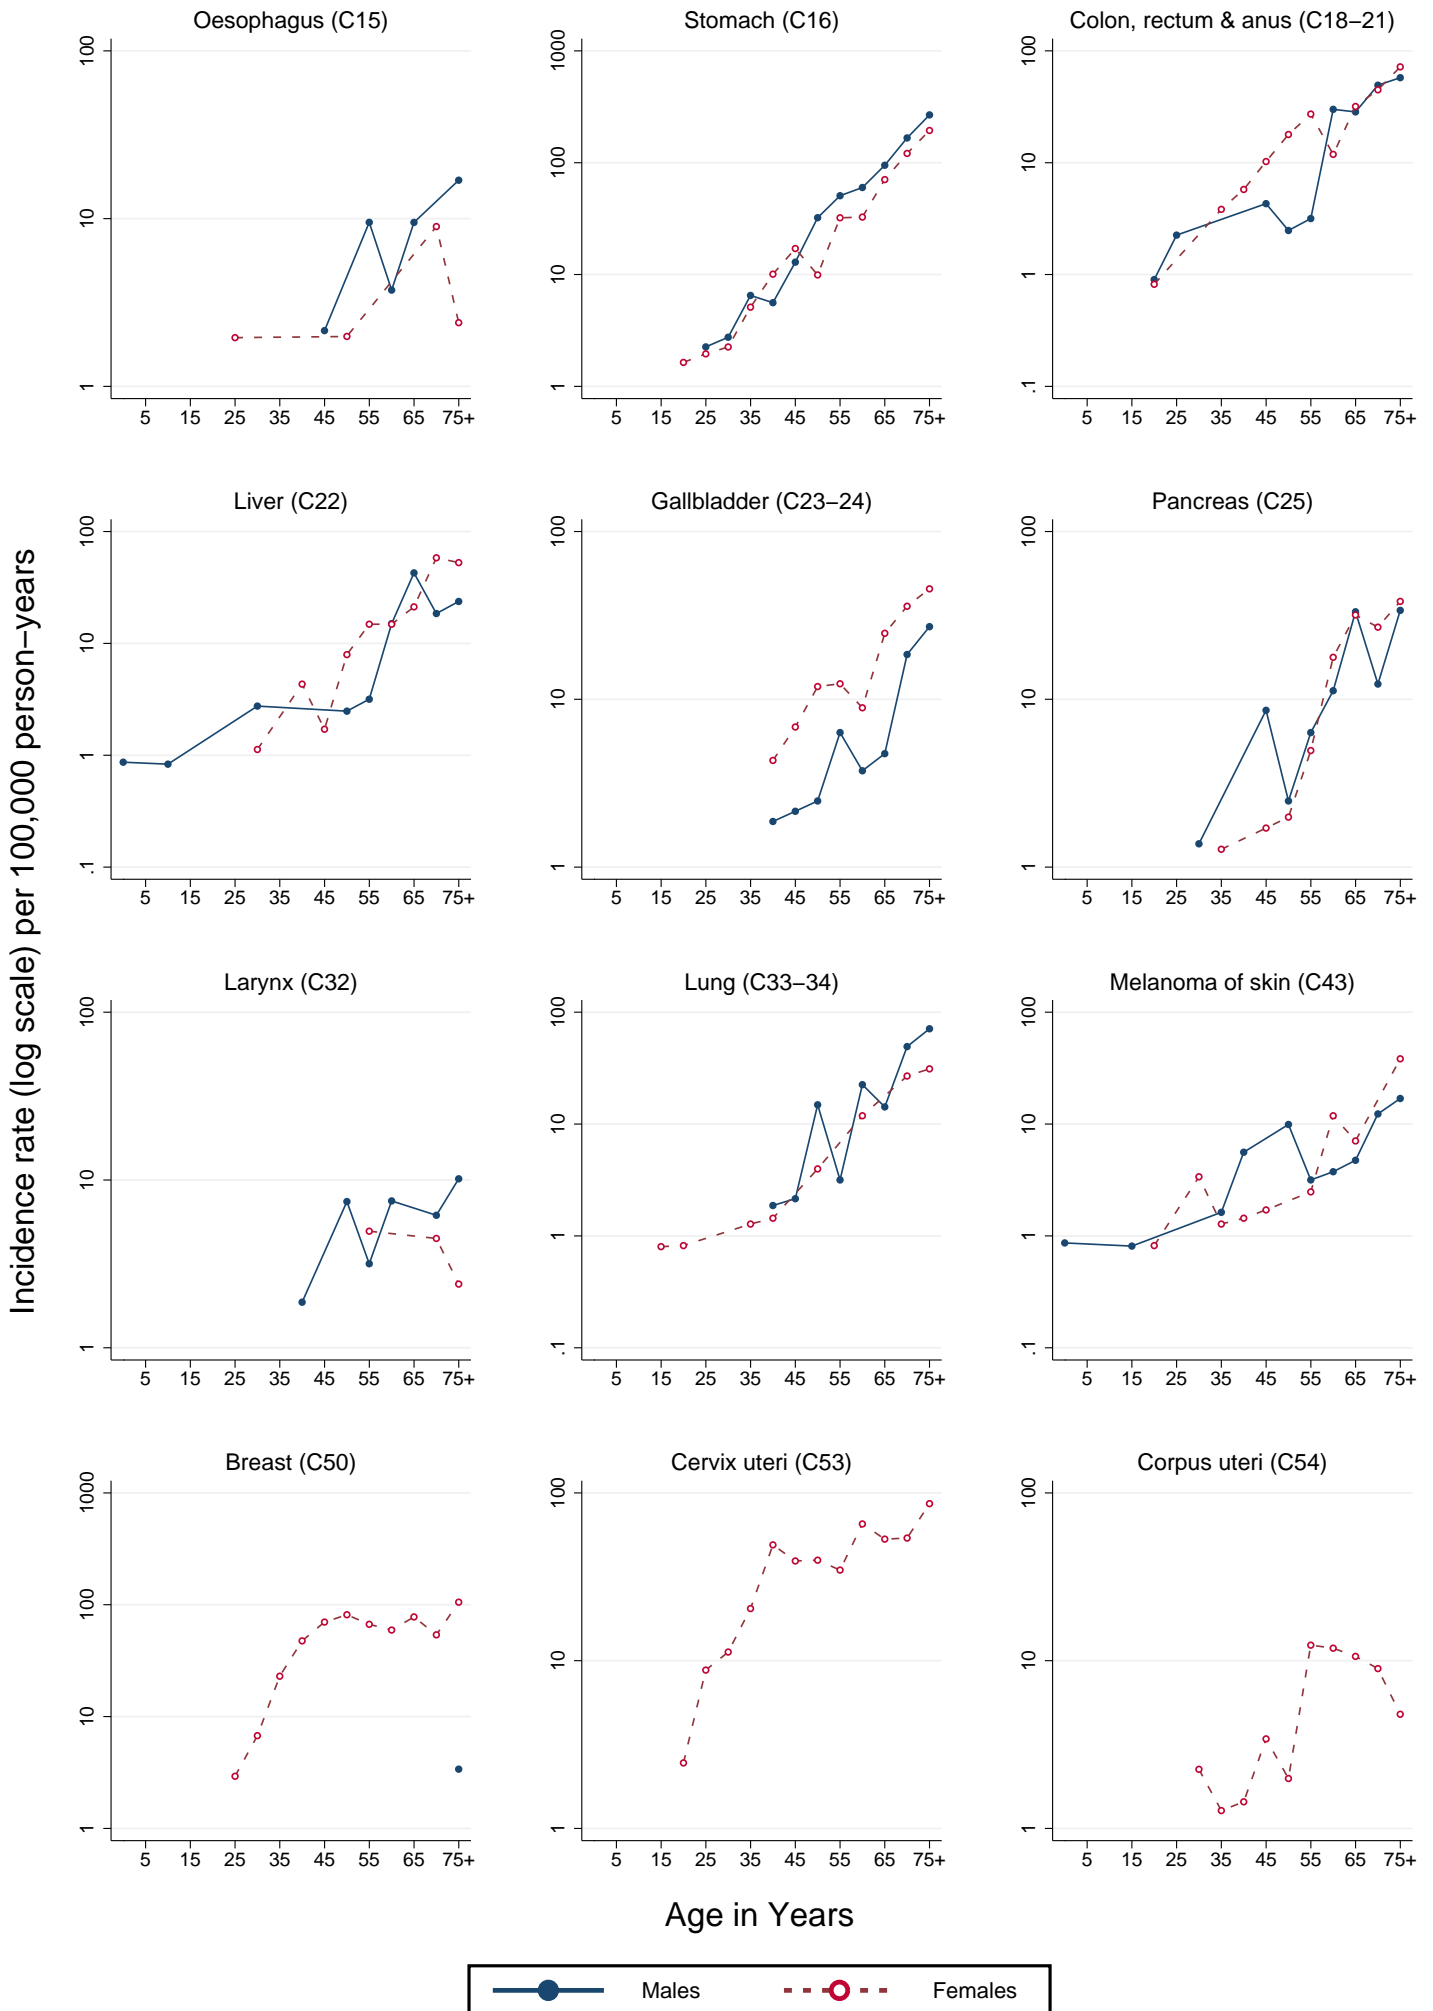 Oesophagus (C15)
Stomach (C16)
Colon, rectum & anus (C18–21)
100
10
1
5 15 25 35 45 55 65 75+
1000
100
10
1
5 15 25 35 45 55 65 75+
100
10
1
.1
5 15 25 35 45 55 65 75+
Liver (C22)
Gallbladder (C23–24)
Pancreas (C25)
100
10
1
.1
5 15 25 35 45 55 65 75+
100
10
1
5 15 25 35 45 55 65 75+
100
10
1
5 15 25 35 45 55 65 75+
Incidence rate (log scale) per 100,000 person–years
Larynx (C32)
Lung (C33–34)
Melanoma of skin (C43)
100
10
1
5 15 25 35 45 55 65 75+
100
10
1
.1
5 15 25 35 45 55 65 75+
100
10
1
.1
5 15 25 35 45 55 65 75+
Breast (C50)
Cervix uteri (C53)
Corpus uteri (C54)
1000
100
10
1
5 15 25 35 45 55 65 75+
100
10
1
5 15 25 35 45 55 65 75+
100
10
1
5 15 25 35 45 55 65 75+
Age in Years
Males Females